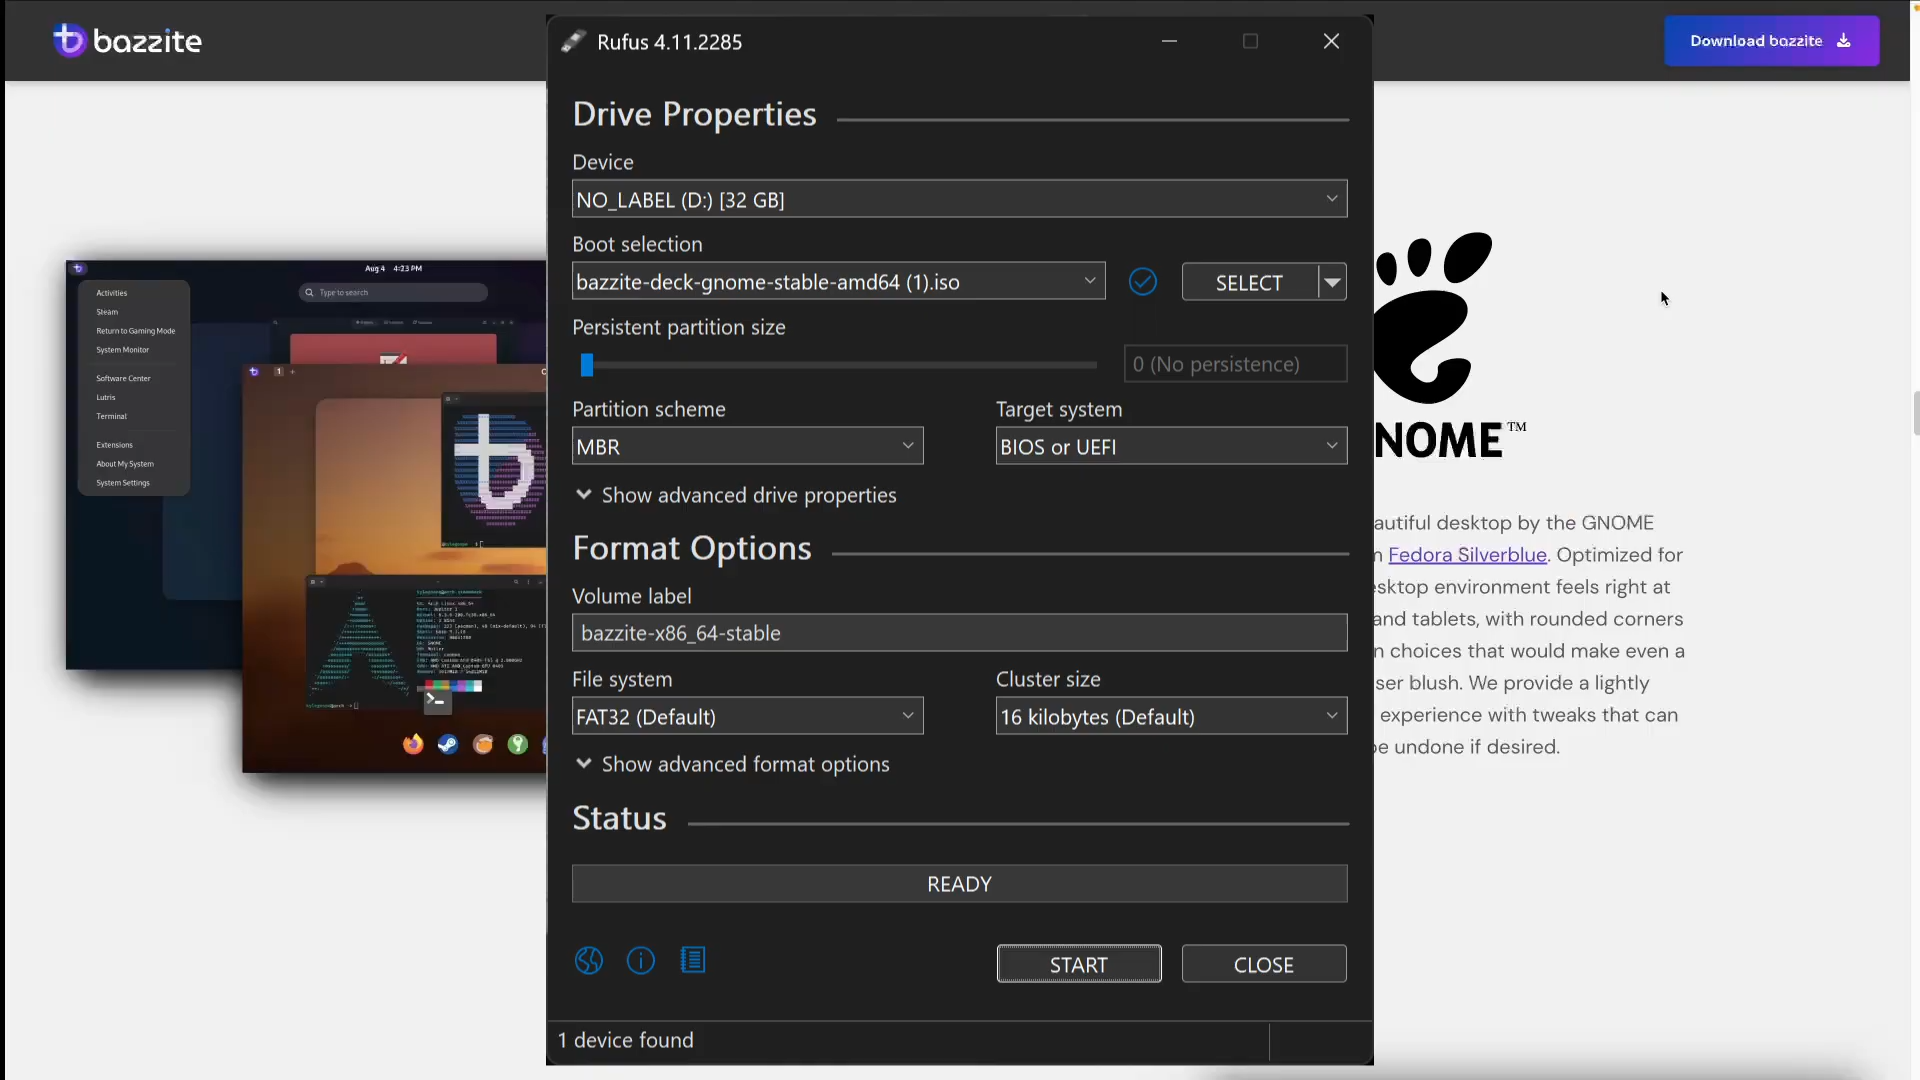 bazzite
Download bazzite
Rufus 4.11.2285
Drive Properties
Device
NO_LABEL (D:) [32 GB]
Boot selection
bazzite-deck-gnome-stable-amd64 (1).iso
SELECT
Persistent partition size
0 (No persistence)
Partition scheme
Target system
MBR
BIOS or UEFI
Show advanced drive properties
Format Options
Volume label
bazzite-x86_64-stable
File system
Cluster size
FAT32 (Default)
16 kilobytes (Default)
Show advanced format options
Status
READY
START
CLOSE
1 device found
Aug 4 4:23 PM
Type to search
Activities
Steam
Return to Gaming Mode
System Monitor
Software Center
Lutris
Terminal
Extensions
About My System
System Settings
1
NOME™
autiful desktop by the GNOME
n Fedora Silverblue. Optimized for
sktop environment feels right at
and tablets, with rounded corners
n choices that would make even a
ser blush. We provide a lightly
experience with tweaks that can
be undone if desired.